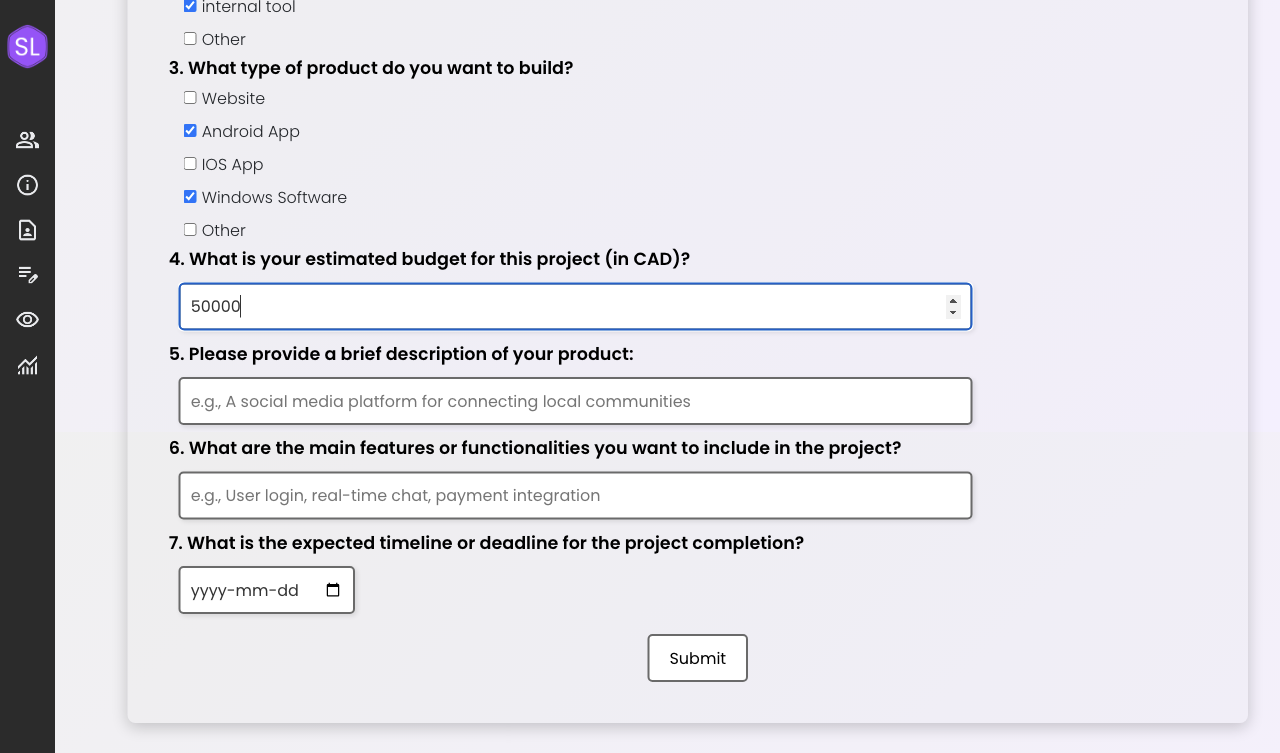 internal tool
SL
Other
3. What type of product do you want to build?
Website
Android App
IOS App
Windows Software
Other
4. What is your estimated budget for this project (in CAD)?
50000
5. Please provide a brief description of your product:
e.g., A social media platform for connecting local communities
6. What are the main features or functionalities you want to include in the project?
e.g., User login, real-time chat, payment integration
7. What is the expected timeline or deadline for the project completion?
yyyy-mm-dd
Submit